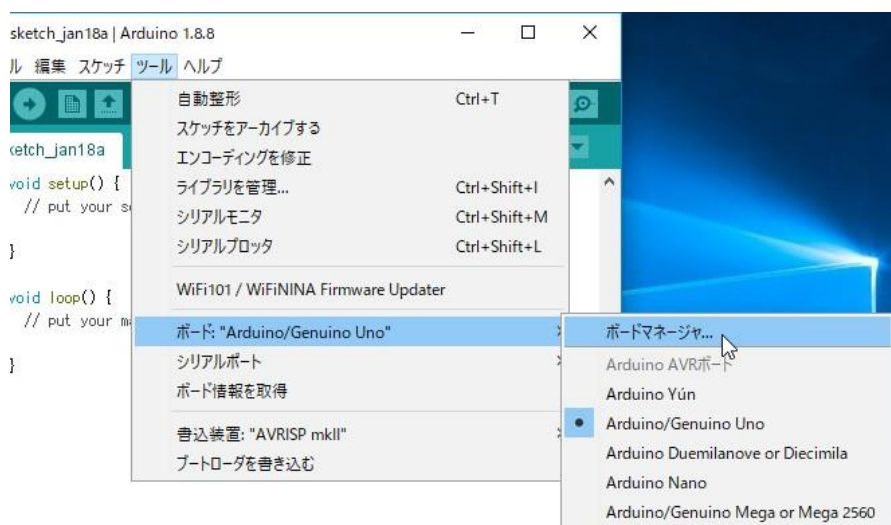 sketch_jan18a | Arduino 1.8.8
ル 編集 スケッチ ツール ヘルプ
ketch_jan18a
void setup() {
// put your s
}
void loop() {
// put your m
}
自動整形 Ctrl+T
スケッチをアーカイブする
エンコーディングを修正
ライブラリを管理... Ctrl+Shift+I
シリアルモニタ Ctrl+Shift+M
シリアルプロッタ Ctrl+Shift+L
WiFi101 / WiFiNINA Firmware Updater
ボード: "Arduino/Genuino Uno"
シリアルポート
ボード情報を取得
書込装置: "AVRISP mkII"
ブートローダを書き込む
ボードマネージャ...
Arduino AVRボード
Arduino Yún
Arduino/Genuino Uno
Arduino Duemilanove or Diecimila
Arduino Nano
Arduino/Genuino Mega or Mega 2560